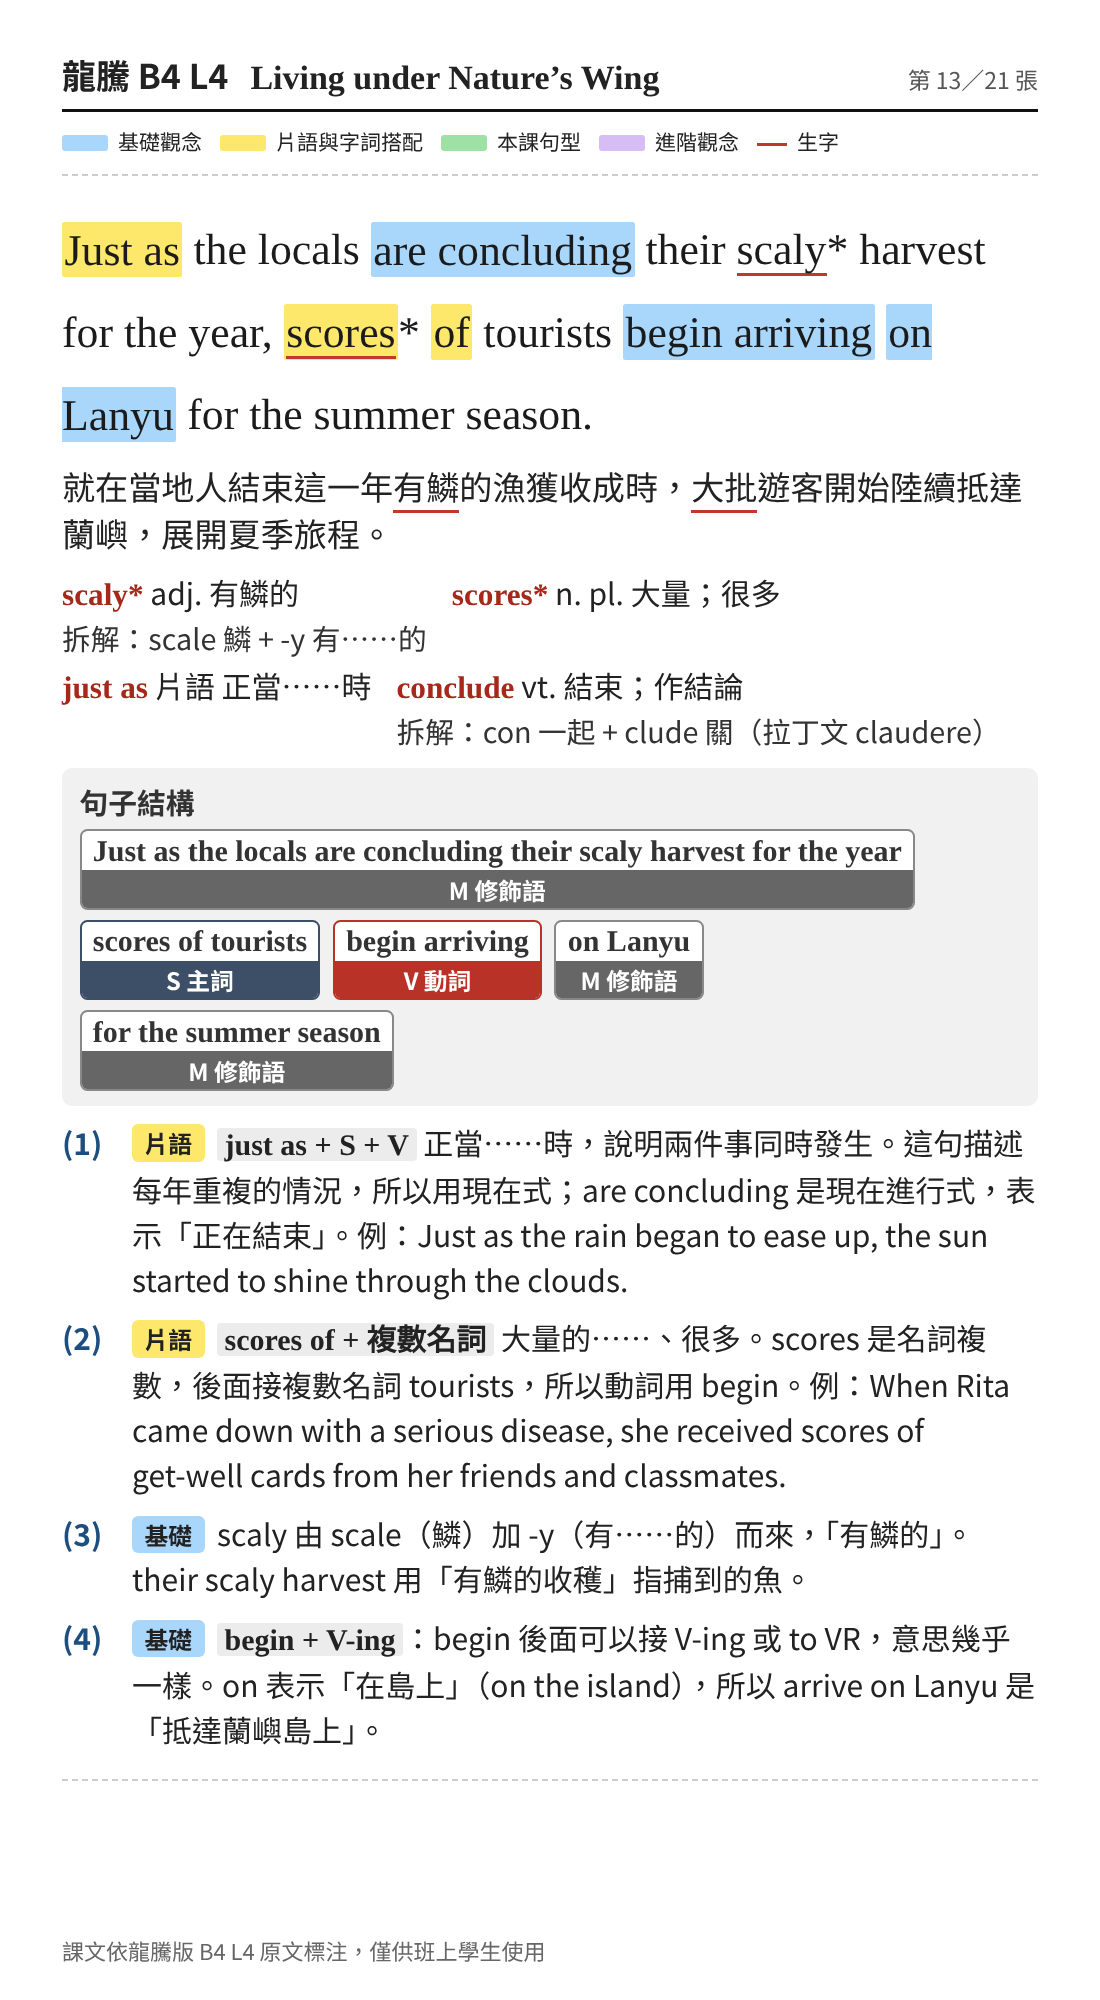 龍騰 B4 L4 Living under Nature’s Wing 第 13／21 張
基礎觀念 片語與字詞搭配 本課句型 進階觀念 生字
Just as the locals are concluding their scaly* harvest
for the year, scores* of tourists begin arriving on
Lanyu for the summer season.
就在當地人結束這一年有鱗的漁獲收成時，大批遊客開始陸續抵達
蘭嶼，展開夏季旅程。
scaly* adj. 有鱗的 scores* n. pl. 大量；很多
拆解：scale 鱗 + -y 有……的
just as 片語 正當……時 conclude vt. 結束；作結論
拆解：con 一起 + clude 關（拉丁文 claudere）
句子結構
Just as the locals are concluding their scaly harvest for the year
M 修飾語
scores of tourists begin arriving on Lanyu
S 主詞 V 動詞 M 修飾語
for the summer season
M 修飾語
(1) 片語 just as + S + V 正當……時，說明兩件事同時發生。這句描述
每年重複的情況，所以用現在式；are concluding 是現在進行式，表
示「正在結束」。例：Just as the rain began to ease up, the sun
started to shine through the clouds.
(2) 片語 scores of + 複數名詞 大量的……、很多。scores 是名詞複
數，後面接複數名詞 tourists，所以動詞用 begin。例：When Rita
came down with a serious disease, she received scores of
get-well cards from her friends and classmates.
(3) 基礎 scaly 由 scale（鱗）加 -y（有……的）而來，「有鱗的」。
their scaly harvest 用「有鱗的收穫」指捕到的魚。
(4) 基礎 begin + V-ing：begin 後面可以接 V-ing 或 to VR，意思幾乎
一樣。on 表示「在島上」（on the island），所以 arrive on Lanyu 是
「抵達蘭嶼島上」。
課文依龍騰版 B4 L4 原文標注，僅供班上學生使用